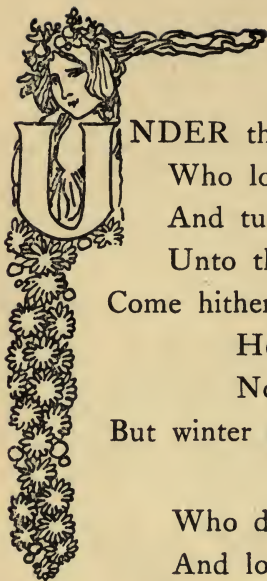 UNDER th
Who lo
And tu
Unto th
Come hither
He
No
But winter
Who d
And lo